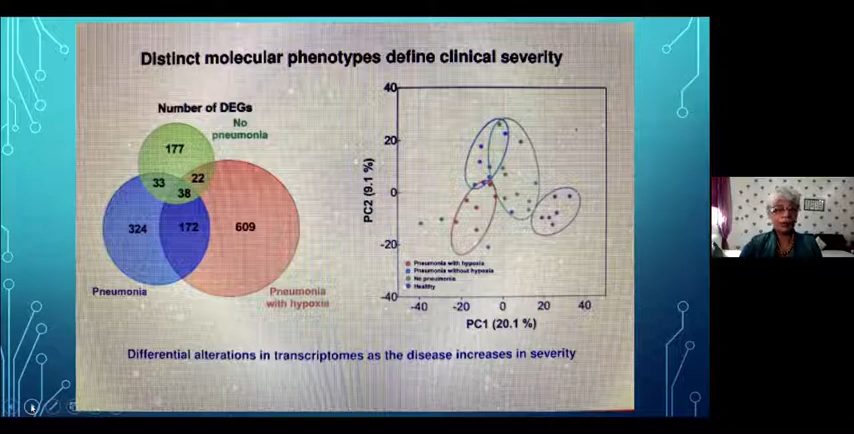 Distinct molecular phenotypes define clinical severity
Number of DEGs
No
pneumonia
177
33
22
38
324
172
609
Pneumonia
Pneumonia
with hypoxia
40
20
0
-20
-40
PC2 (9.1 %)
Pneumonia with hypoxia
Pneumonia without hypoxia
No pneumonia
Healthy
-40
-20
0
20
40
PC1 (20.1 %)
Differential alterations in transcriptomes as the disease increases in severity